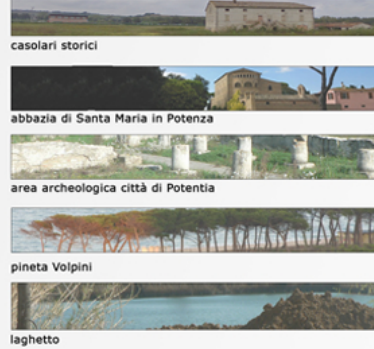 casolari storici
abbazia di Santa Maria in Potenza
area archeologica città di Potentia
pineta Volpini
laghetto